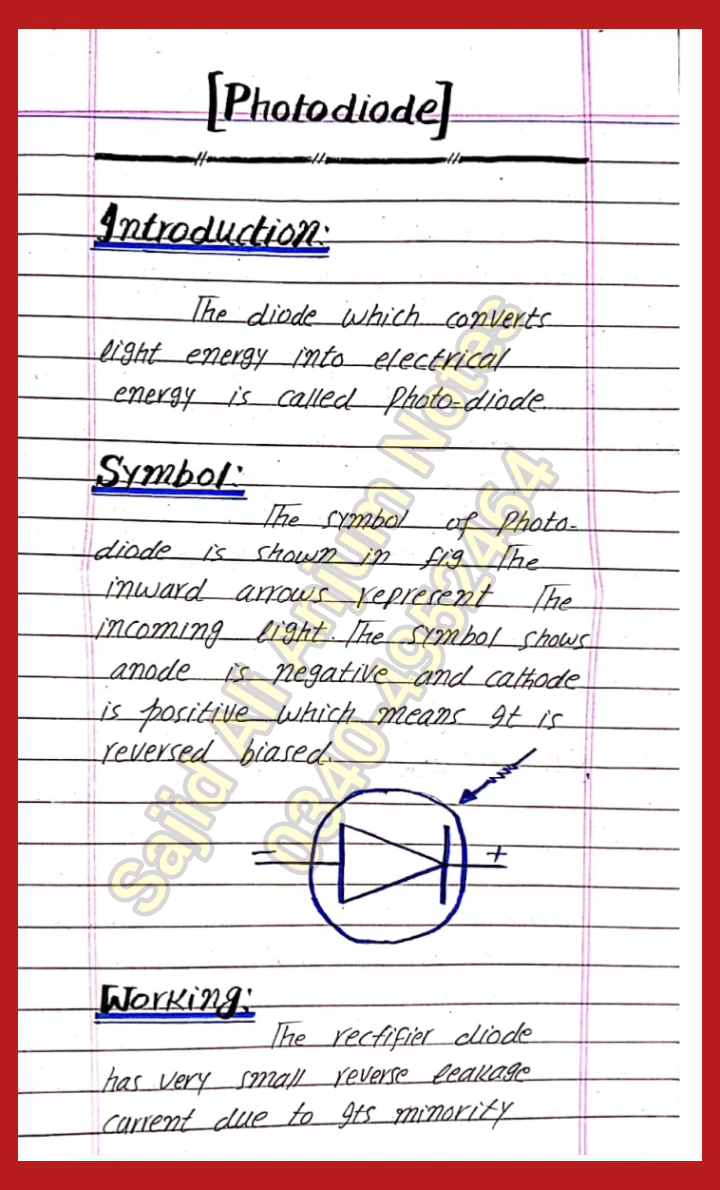 [Photodiode]
Introduction:
The diode which converts
light energy into electrical
energy is called Photo-diode.
Symbol:
The symbol of Photo-
diode is shown in fig The
inward arrows represent The
incoming light. The symbol shows
anode is negative and cathode
is positive which means It is
reversed biased.
- +
Working:
The rectifier diode
has very small reverse leakage
current due to Its minority
Sajid Ali Anjum Notes
0340-4952464